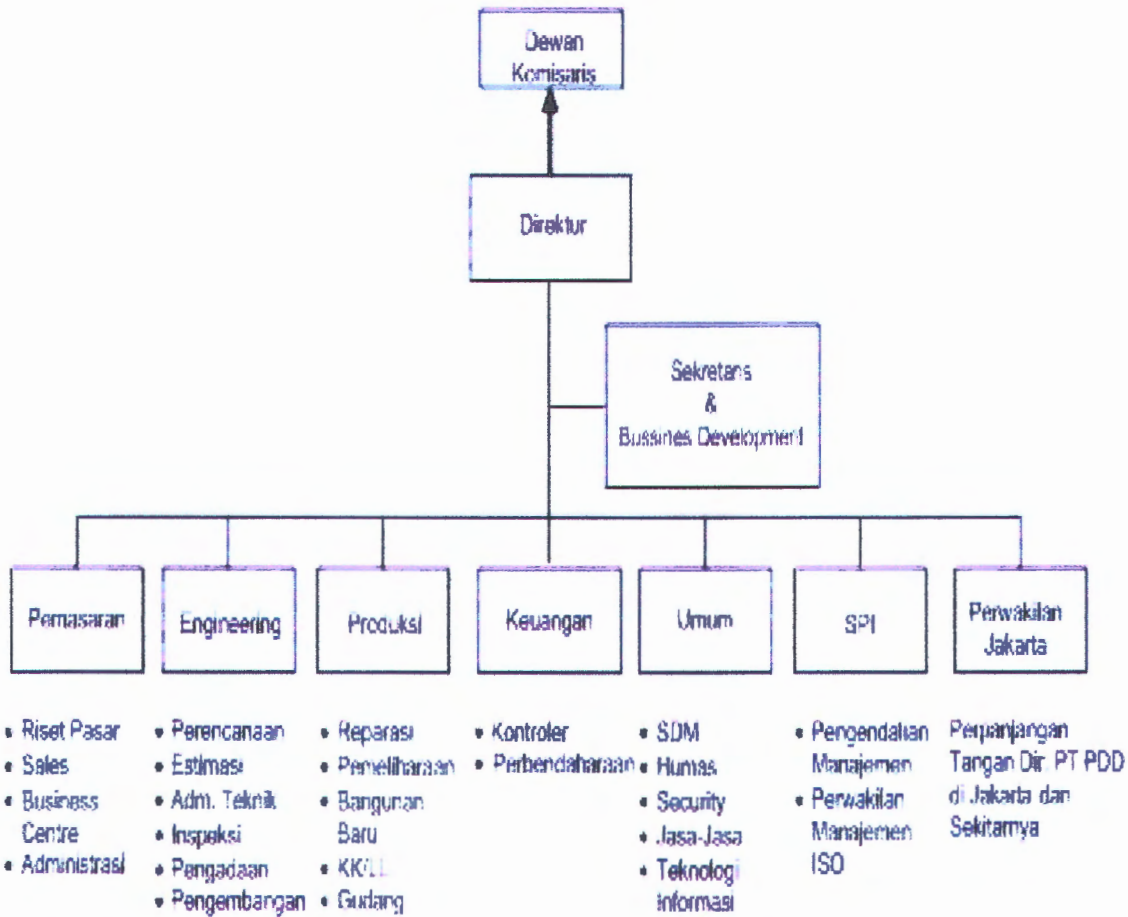 Dewan
Komisaris
Direktur
Sekretaris
&
Bussines Development
Pemasaran
Engineering
Produksi
Keuangan
Umum
SPI
Perwakilan
Jakarta
• Riset Pasar
• Sales
• Business
Centre
• Administrasi
• Perencanaan
• Estimasi
• Adm. Teknik
• Inspeksi
• Pengadaan
• Pengembangan
• Reparasi
• Pemeliharaan
• Bangunan
Baru
• Gudang
• Kontroler
• Perbendaharaan
• SDM
• Humas
• Security
• Jasa-Jasa
• Teknologi
Informasi
• Pengendalian
Manajemen
• Perwakilan
Manajemen
ISO
Perpanjangan
Tangan Dir. PT PDD
di Jakarta dan
Sekitarnya